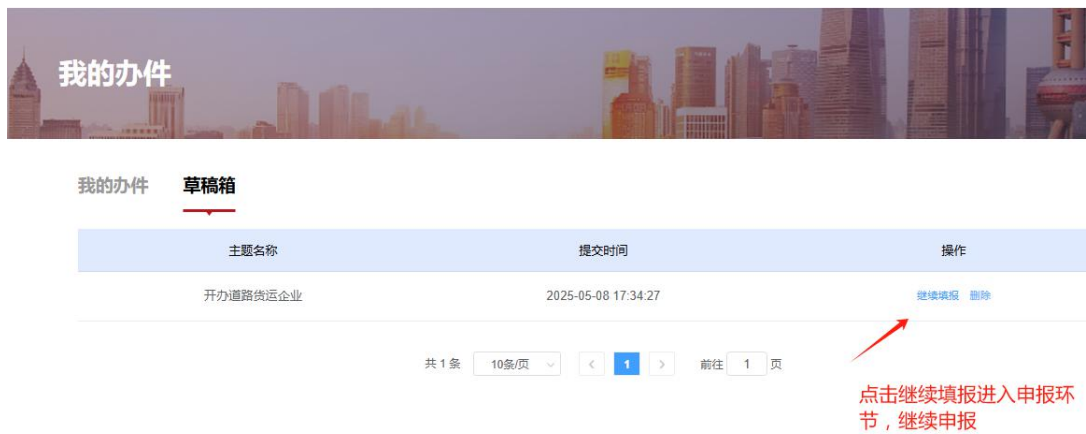 我的办件
我的办件 草稿箱
主题名称 提交时间 操作
开办道路货运企业 2025-05-08 17:34:27 继续填报 删除
共 1 条 10条/页 < 1 > 前往 1 页
点击继续填报进入申报环
节，继续申报